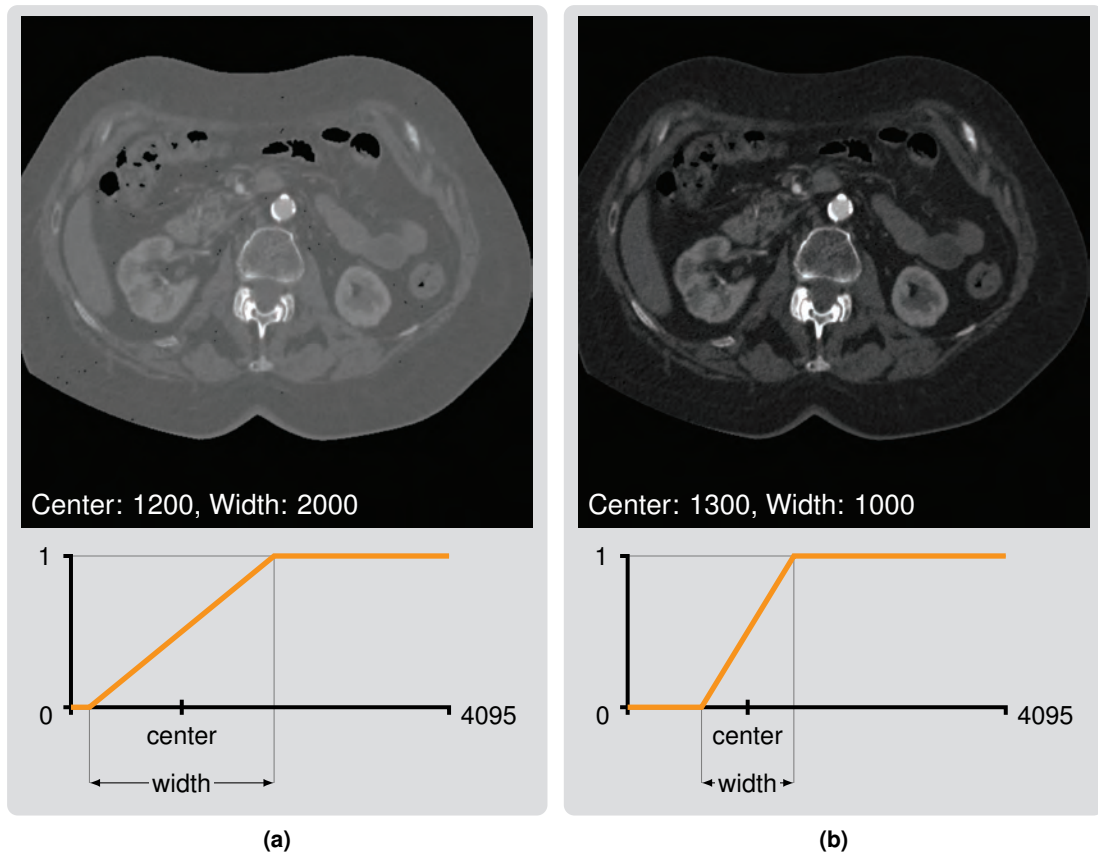 Center: 1200, Width: 2000
1
0
4095
center
width
(a)
Center: 1300, Width: 1000
1
0
4095
center
width
(b)